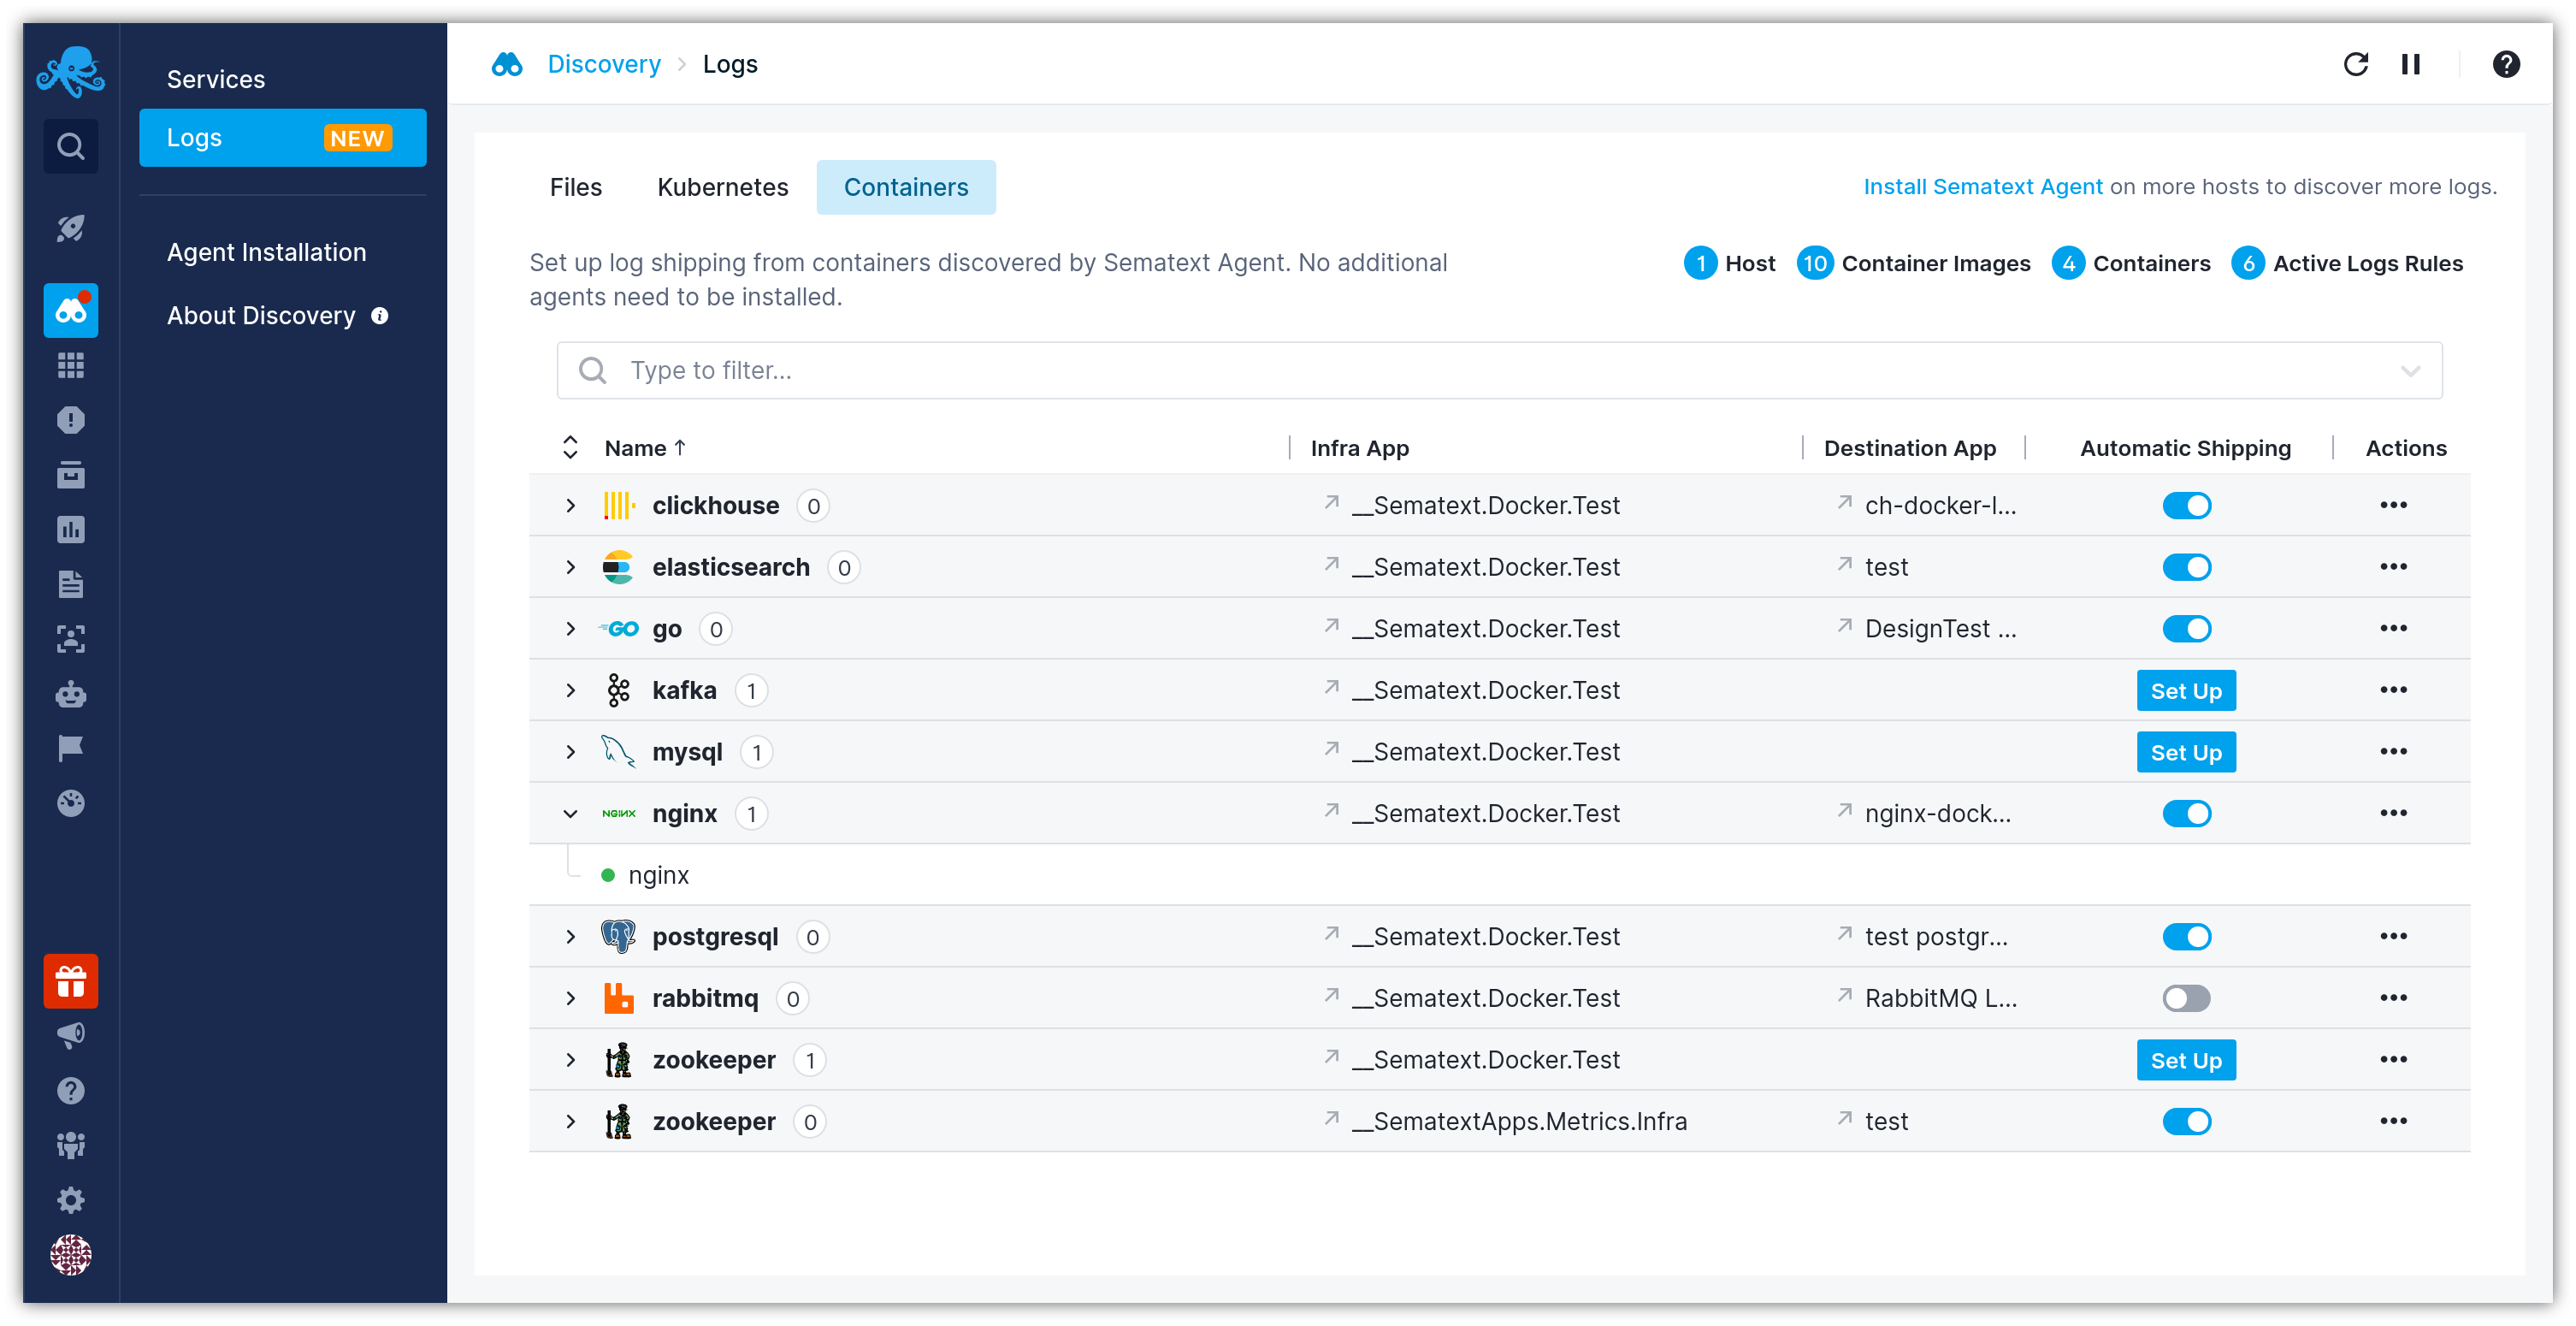 Services
Logs NEW
Agent Installation
About Discovery
Discovery > Logs
Files Kubernetes Containers
Install Sematext Agent on more hosts to discover more logs.
Set up log shipping from containers discovered by Sematext Agent. No additional
agents need to be installed.
1 Host 10 Container Images 4 Containers 6 Active Logs Rules
Type to filter...
Name ↑ Infra App Destination App Automatic Shipping Actions
clickhouse 0 __Sematext.Docker.Test ch-docker-l...
elasticsearch 0 __Sematext.Docker.Test test
GO go 0 __Sematext.Docker.Test DesignTest ...
kafka 1 __Sematext.Docker.Test Set Up
mysql 1 __Sematext.Docker.Test Set Up
NGINX nginx 1 __Sematext.Docker.Test nginx-dock...
nginx
postgresql 0 __Sematext.Docker.Test test postgr...
rabbitmq 0 __Sematext.Docker.Test RabbitMQ L...
zookeeper 1 __Sematext.Docker.Test Set Up
zookeeper 0 __SematextApps.Metrics.Infra test